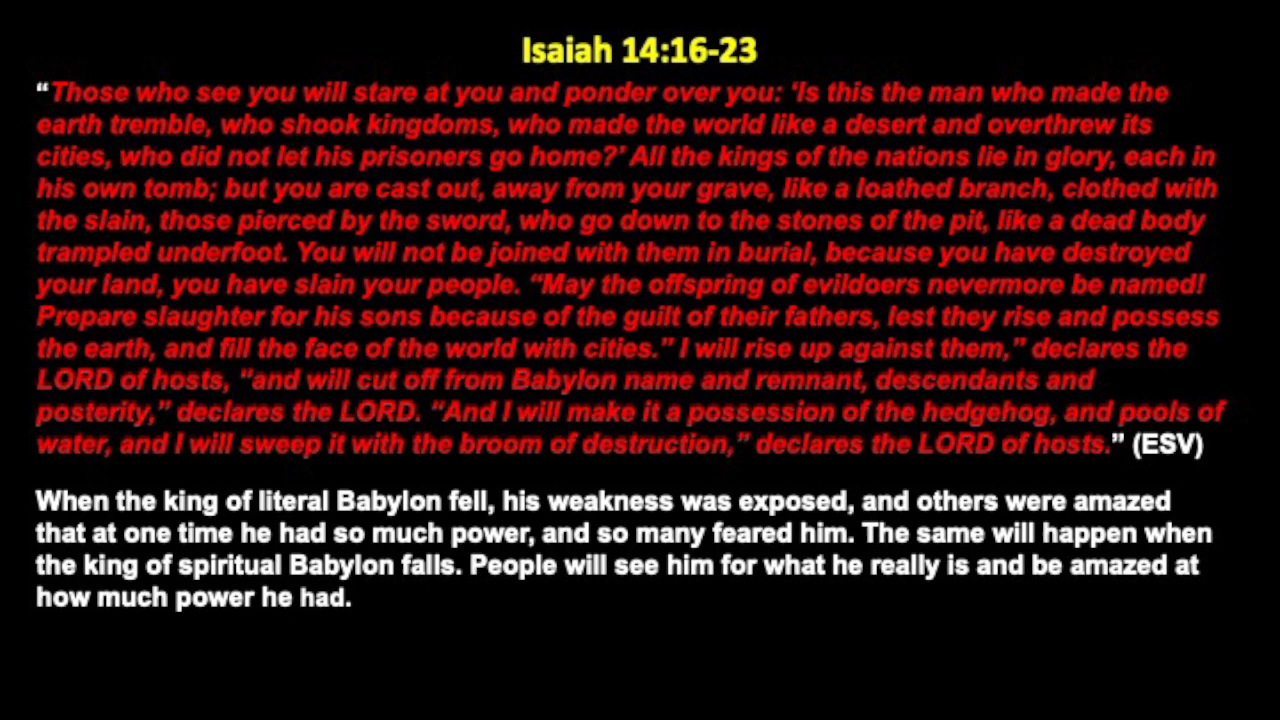 Isaiah 14:16-23
“Those who see you will stare at you and ponder over you: 'Is this the man who made the
earth tremble, who shook kingdoms, who made the world like a desert and overthrew its
cities, who did not let his prisoners go home?’ All the kings of the nations lie in glory, each in
his own tomb; but you are cast out, away from your grave, like a loathed branch, clothed with
the slain, those pierced by the sword, who go down to the stones of the pit, like a dead body
trampled underfoot. You will not be joined with them in burial, because you have destroyed
your land, you have slain your people. “May the offspring of evildoers nevermore be named!
Prepare slaughter for his sons because of the guilt of their fathers, lest they rise and possess
the earth, and fill the face of the world with cities.” I will rise up against them,” declares the
LORD of hosts, “and will cut off from Babylon name and remnant, descendants and
posterity,” declares the LORD. “And I will make it a possession of the hedgehog, and pools of
water, and I will sweep it with the broom of destruction,” declares the LORD of hosts.” (ESV)
When the king of literal Babylon fell, his weakness was exposed, and others were amazed
that at one time he had so much power, and so many feared him. The same will happen when
the king of spiritual Babylon falls. People will see him for what he really is and be amazed at
how much power he had.